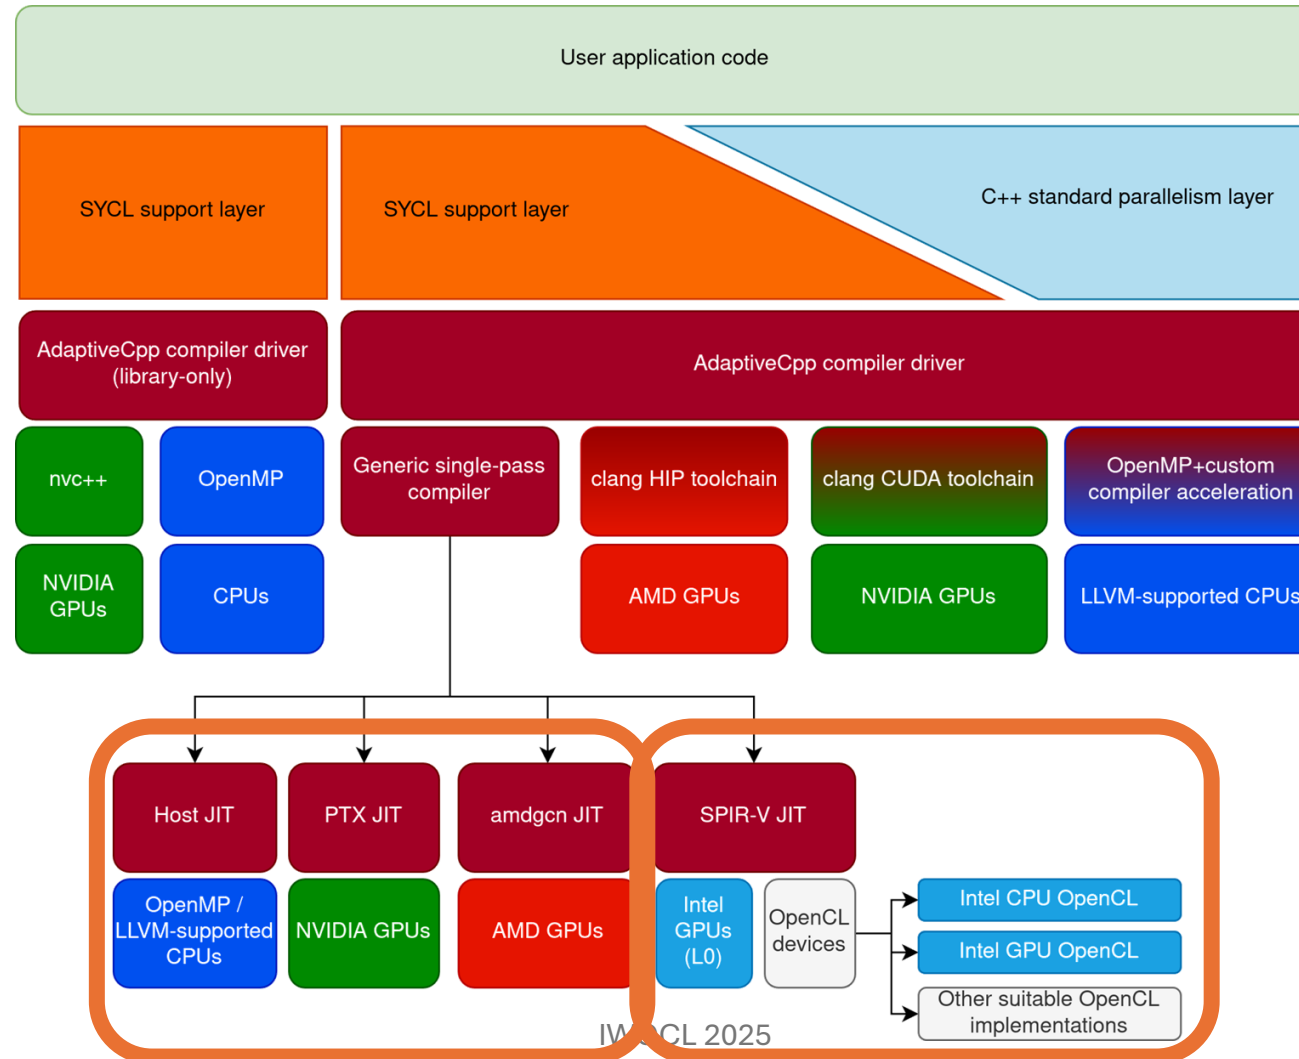 User application code
SYCL support layer
SYCL support layer
C++ standard parallelism layer
AdaptiveCpp compiler driver
(library-only)
AdaptiveCpp compiler driver
nvc++
OpenMP
Generic single-pass
compiler
clang HIP toolchain
clang CUDA toolchain
OpenMP+custom
compiler acceleration
NVIDIA
GPUs
CPUs
AMD GPUs
NVIDIA GPUs
LLVM-supported CPUs
Host JIT
PTX JIT
amdgcn JIT
SPIR-V JIT
OpenMP /
LLVM-supported
CPUs
NVIDIA GPUs
AMD GPUs
Intel
GPUs
(L0)
OpenCL
devices
Intel CPU OpenCL
Intel GPU OpenCL
Other suitable OpenCL
implementations
IWOCL 2025